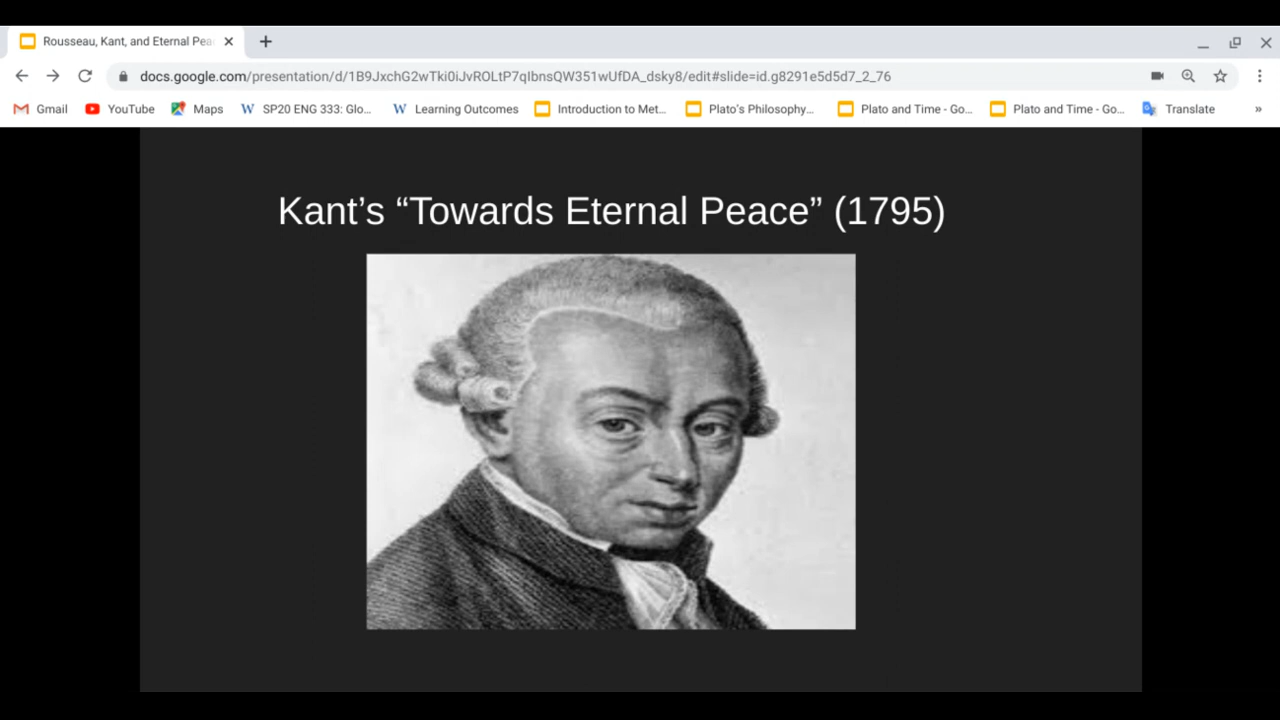 Rousseau, Kant, and Eternal Pea
docs.google.com/presentation/d/1B9JxchG2wTki0iJvROLtP7qIbnsQW351wUfDA_dsky8/edit#slide=id.g8291e5d5d7_2_76
Gmail YouTube Maps SP20 ENG 333: Glo... Learning Outcomes Introduction to Met... Plato's Philosophy... Plato and Time - Go... Plato and Time - Go... Translate »
Kant’s “Towards Eternal Peace” (1795)